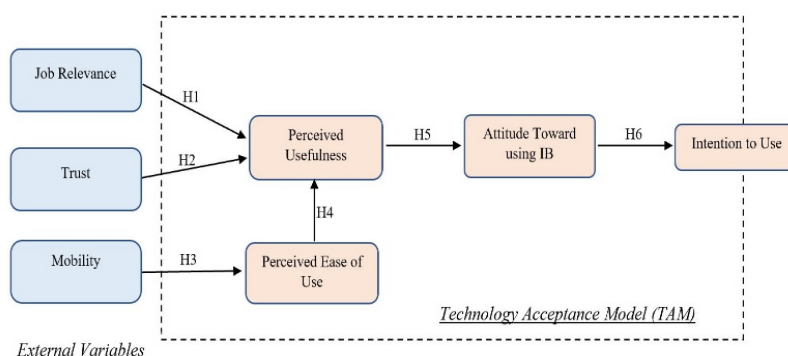 Job Relevance
H1
Perceived
Usefulness
H5
Attitude Toward
using IB
H6
Intention to Use
Trust
H2
H4
Mobility
H3
Perceived Ease of
Use
Technology Acceptance Model (TAM)
External Variables